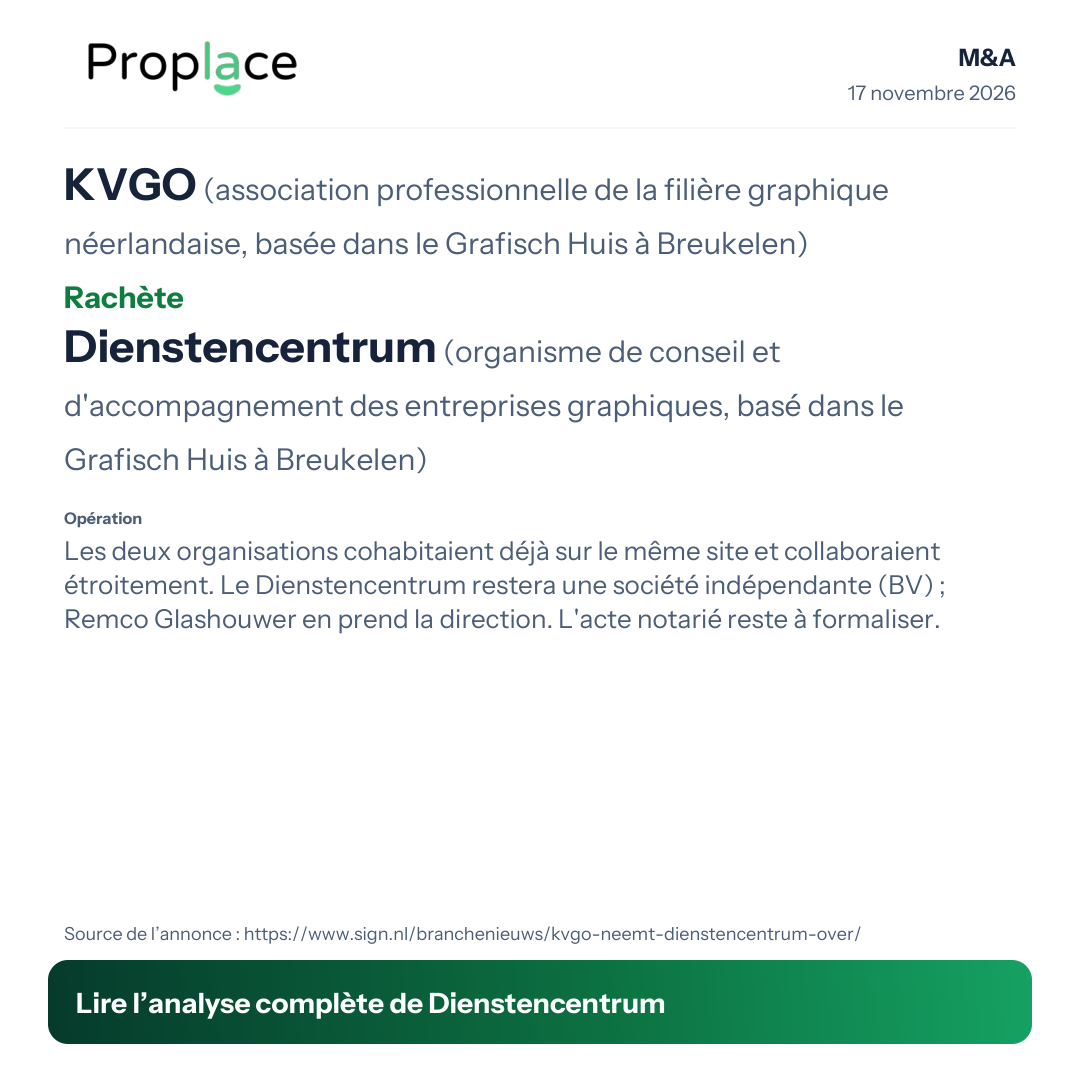 Proplace
M&A
17 novembre 2026
KVGO (association professionnelle de la filière graphique
néerlandaise, basée dans le Grafisch Huis à Breukelen)
Rachète
Dienstencentrum (organisme de conseil et
d'accompagnement des entreprises graphiques, basé dans le
Grafisch Huis à Breukelen)
Opération
Les deux organisations cohabitaient déjà sur le même site et collaboraient
étroitement. Le Dienstencentrum restera une société indépendante (BV) ;
Remco Glashouwer en prend la direction. L'acte notarié reste à formaliser.
Source de l’annonce : https://www.sign.nl/branchenieuws/kvgo-neemt-dienstencentrum-over/
Lire l’analyse complète de Dienstencentrum